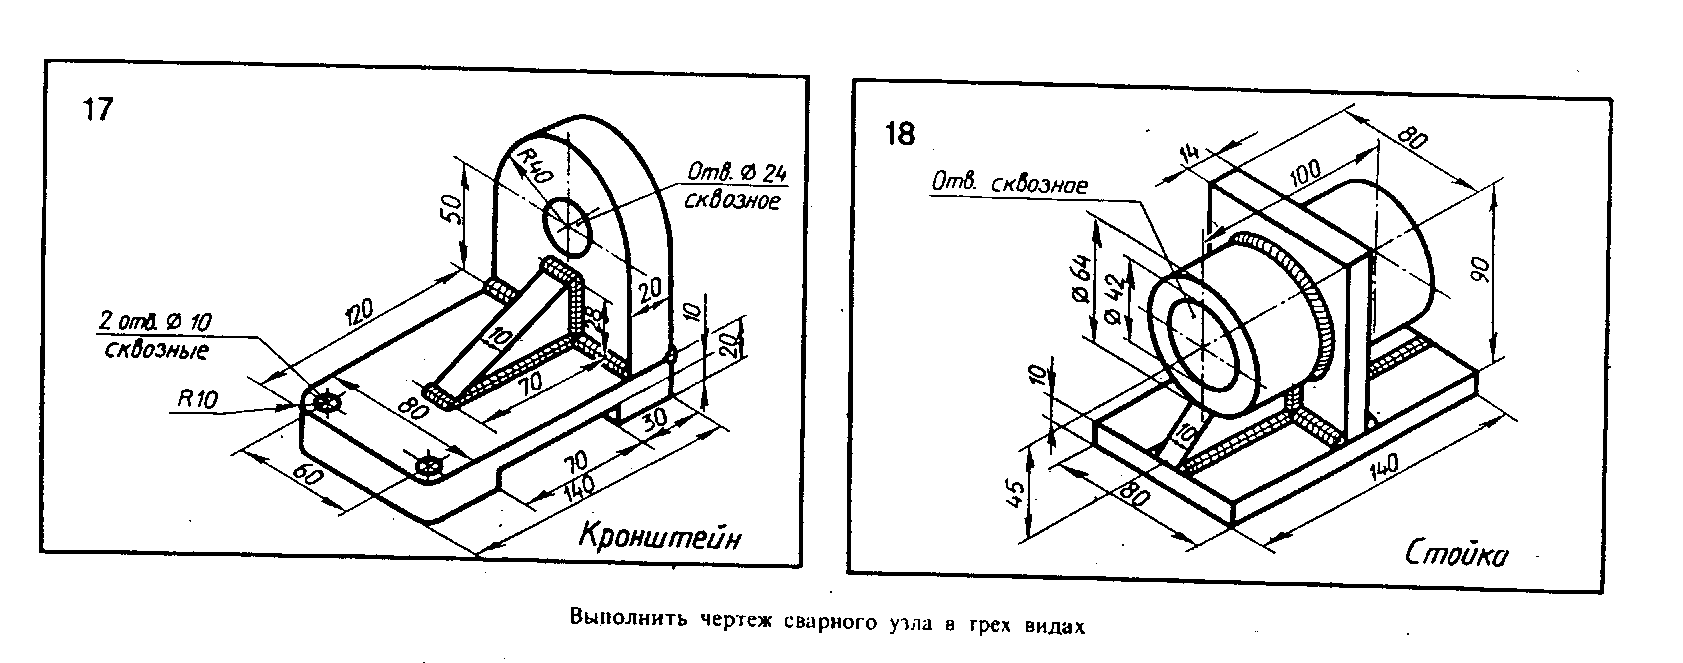 17
R40
Отв. ⌀ 24
сквозное
50
20
10
20
28
120
2 отв. ⌀ 10
сквозные
10
70
R10
80
30
60
70
140
Кронштейн
18
80
14
100
Отв. сквозное
⌀ 64
⌀ 42
90
10
10
45
80
140
Стойка
Выполнить чертеж сварного узла в трех видах